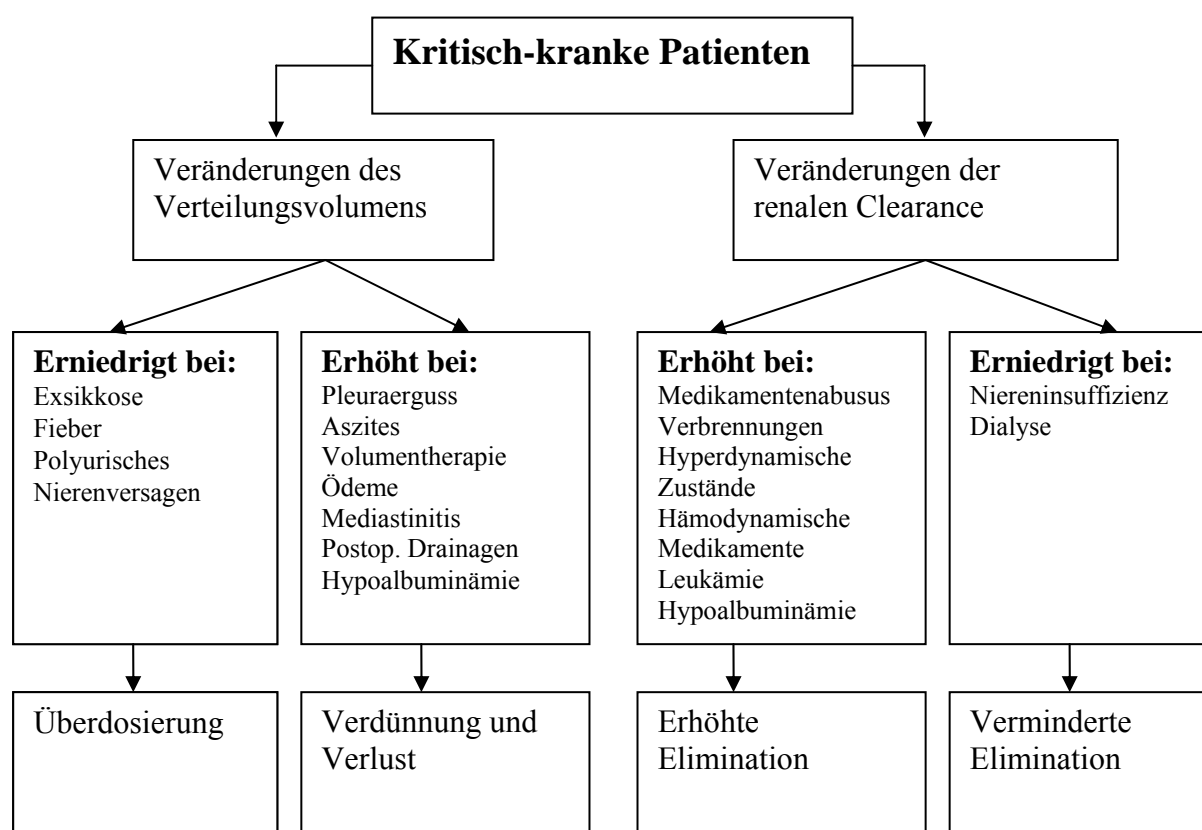 Kritisch-kranke Patienten
Veränderungen des
Verteilungsvolumens
Veränderungen der
renalen Clearance
Erniedrigt bei:
Exsikkose
Fieber
Polyurisches
Nierenversagen
Erhöht bei:
Pleuraerguss
Aszites
Volumentherapie
Ödeme
Mediastinitis
Postop. Drainagen
Hypoalbuminämie
Erhöht bei:
Medikamentenabusus
Verbrennungen
Hyperdynamische
Zustände
Hämodynamische
Medikamente
Leukämie
Hypoalbuminämie
Erniedrigt bei:
Niereninsuffizienz
Dialyse
Überdosierung
Verdünnung und
Verlust
Erhöhte
Elimination
Verminderte
Elimination